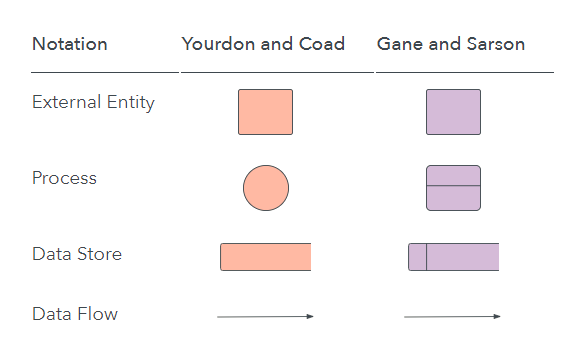 Notation Yourdon and Coad Gane and Sarson
External Entity
Process
Data Store
Data Flow